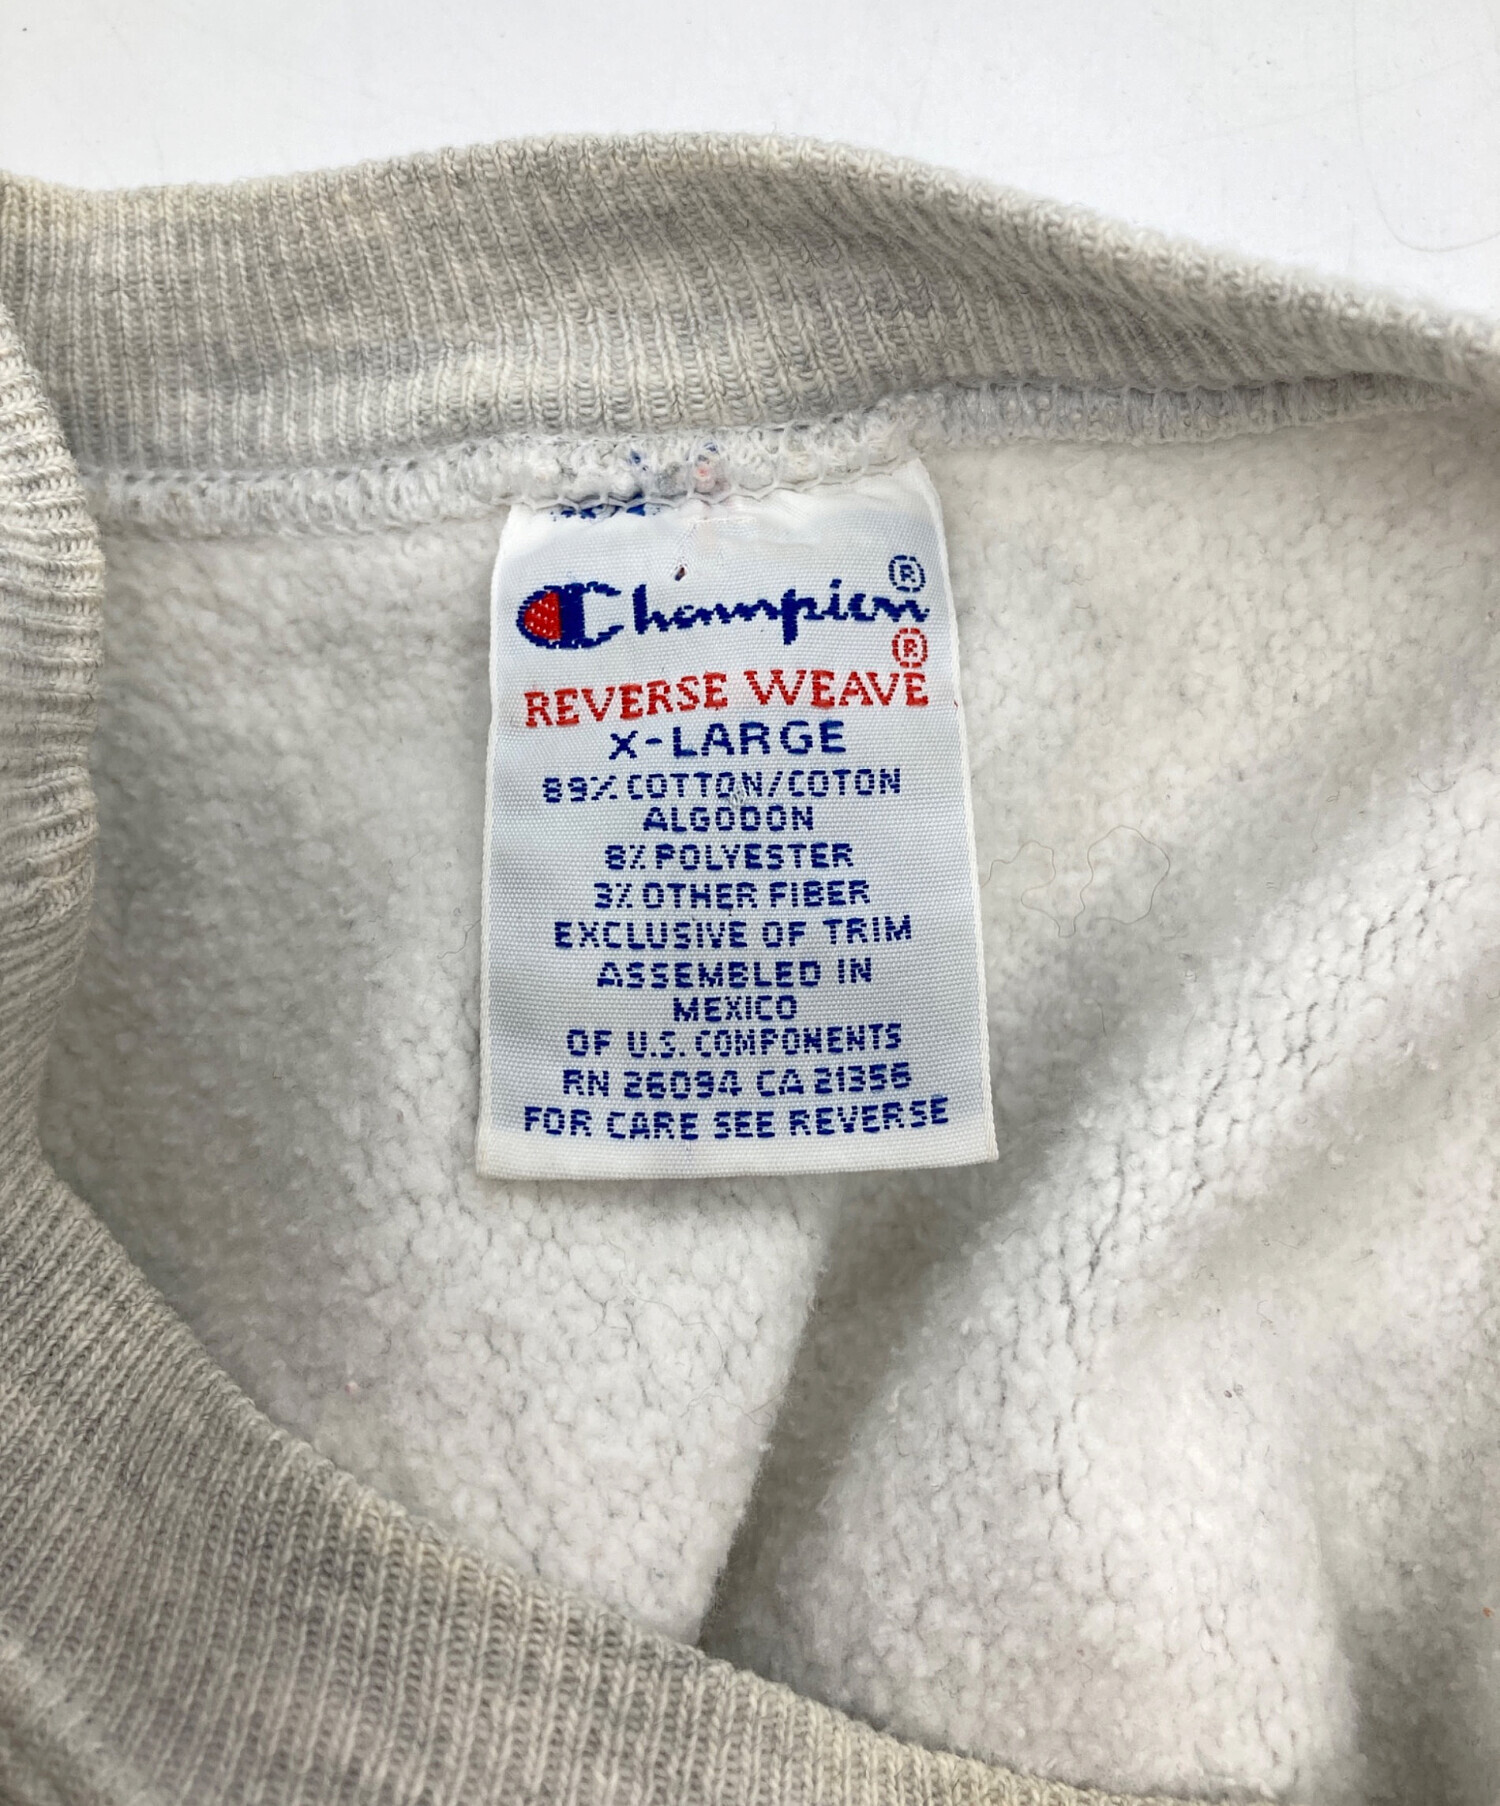 Champion®
REVERSE WEAVE®
X-LARGE
89% COTTON/COTON
ALGODON
8% POLYESTER
3% OTHER FIBER
EXCLUSIVE OF TRIM
ASSEMBLED IN
MEXICO
OF U.S. COMPONENTS
RN 26094 CA 21356
FOR CARE SEE REVERSE